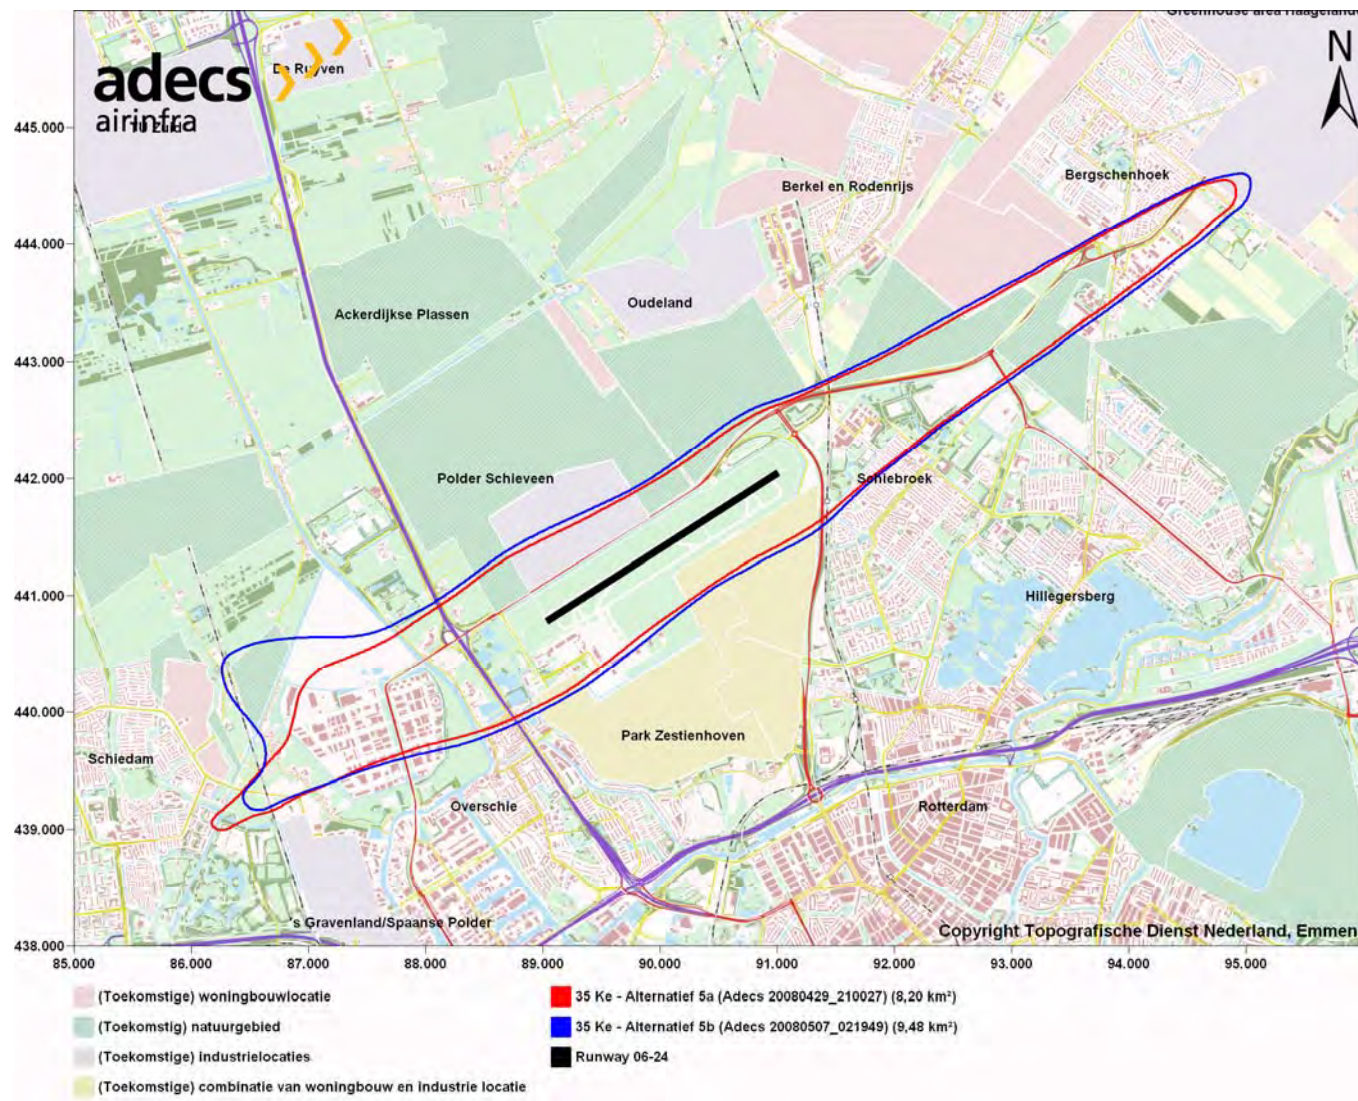 Greenhouse area Haagelande
De Ruyven
adecs
airinfra
TU Zuid
N
445.000
Bergschenhoek
Berkel en Rodenrijs
444.000
Oudeland
Ackerdijkse Plassen
443.000
Polder Schieveen
Schiebroek
442.000
441.000
Hillegersberg
440.000
Park Zestienhoven
Schiedam
Overschie
Rotterdam
439.000
's Gravenland/Spaanse Polder
Copyright Topografische Dienst Nederland, Emmen
438.000
85.000 86.000 87.000 88.000 89.000 90.000 91.000 92.000 93.000 94.000 95.000
(Toekomstige) woningbouwlocatie
(Toekomstig) natuurgebied
(Toekomstige) industrielocaties
(Toekomstige) combinatie van woningbouw en industrie locatie
35 Ke - Alternatief 5a (Adecs 20080429_210027) (8,20 km²)
35 Ke - Alternatief 5b (Adecs 20080507_021949) (9,48 km²)
Runway 06-24